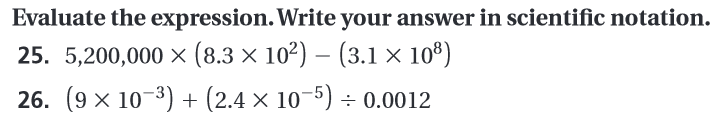 Evaluate the expression. Write your answer in scientific notation.
25. 5,200,000 × (8.3 × 10²) − (3.1 × 10⁸)
26. (9 × 10⁻³) + (2.4 × 10⁻⁵) ÷ 0.0012